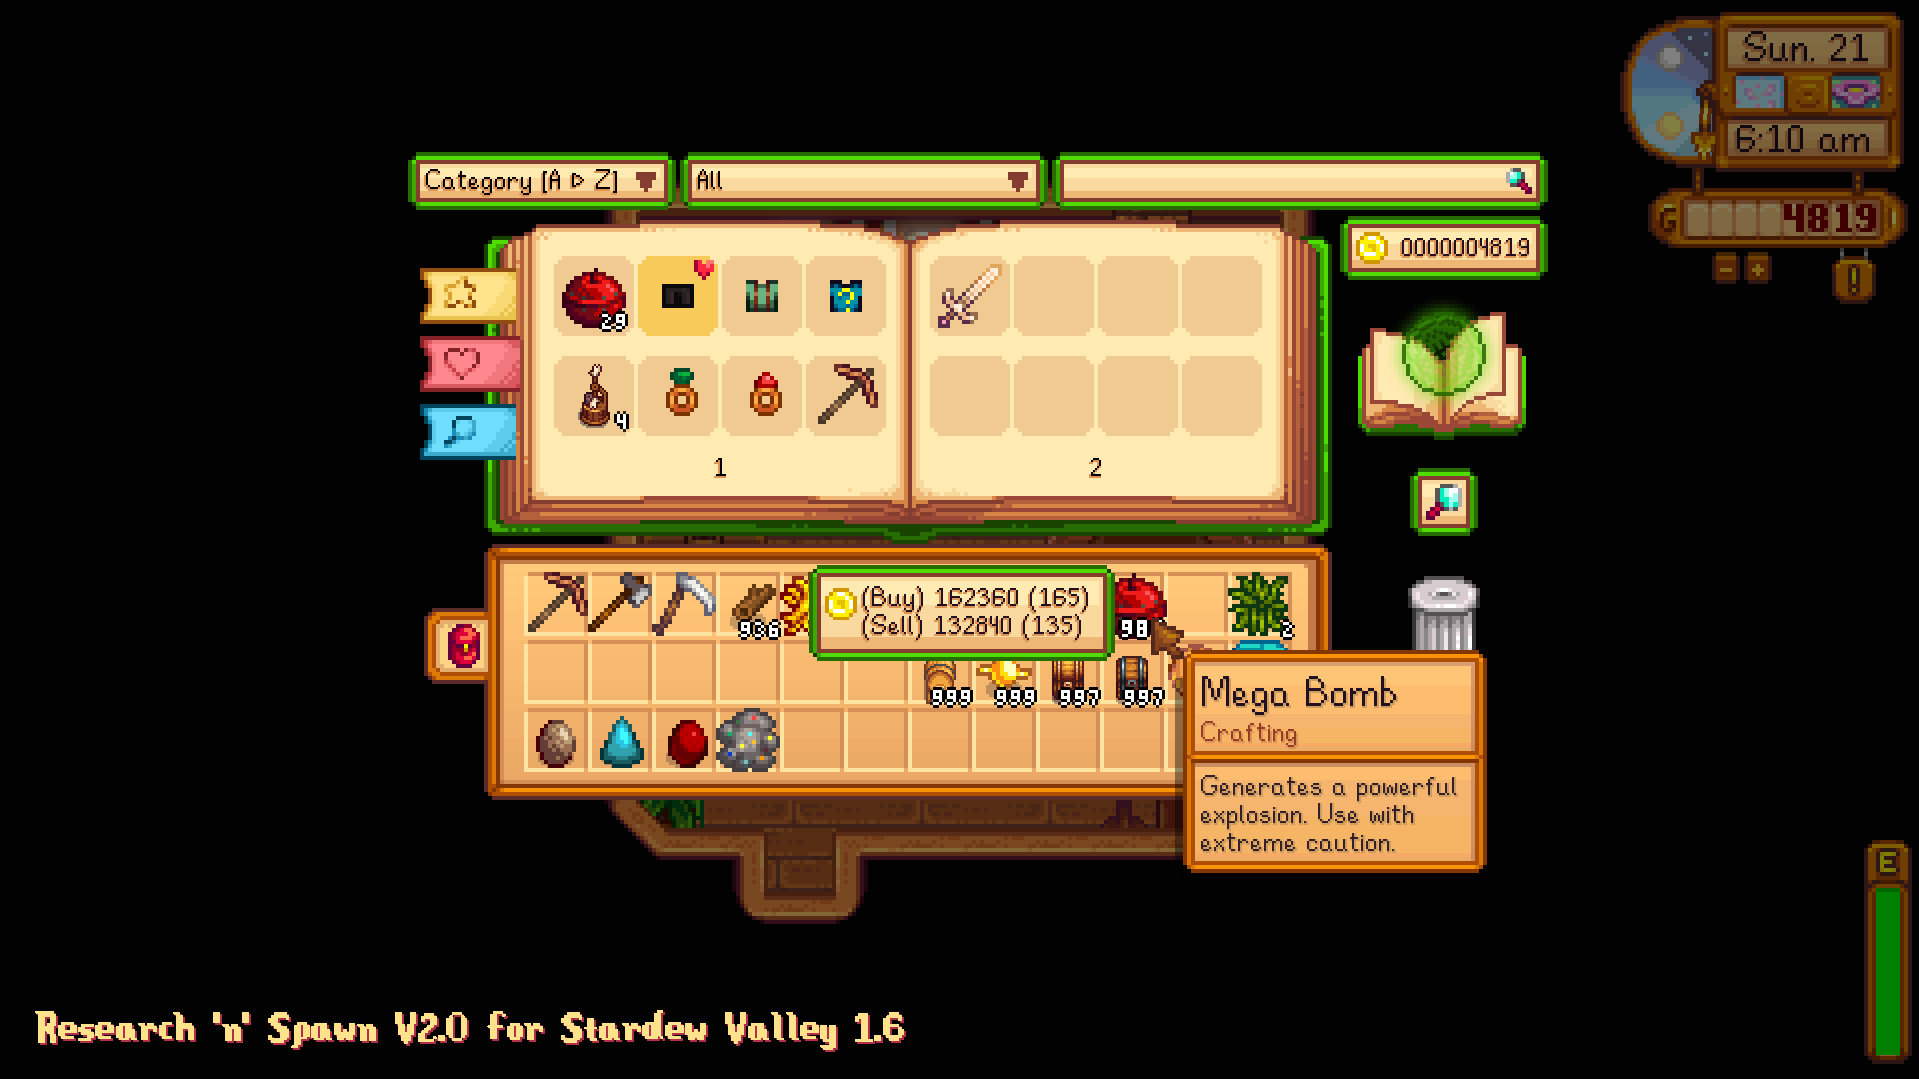 Sun. 21
6:10 am
G 4819
Category [A ▷ Z]
All
0000004819
29
4
1
2
(Buy) 162360 (165)
(Sell) 132840 (135)
98
999
999
997
997
Mega Bomb
Crafting
Generates a powerful
explosion. Use with
extreme caution.
E
Research 'n' Spawn V2.0 for Stardew Valley 1.6